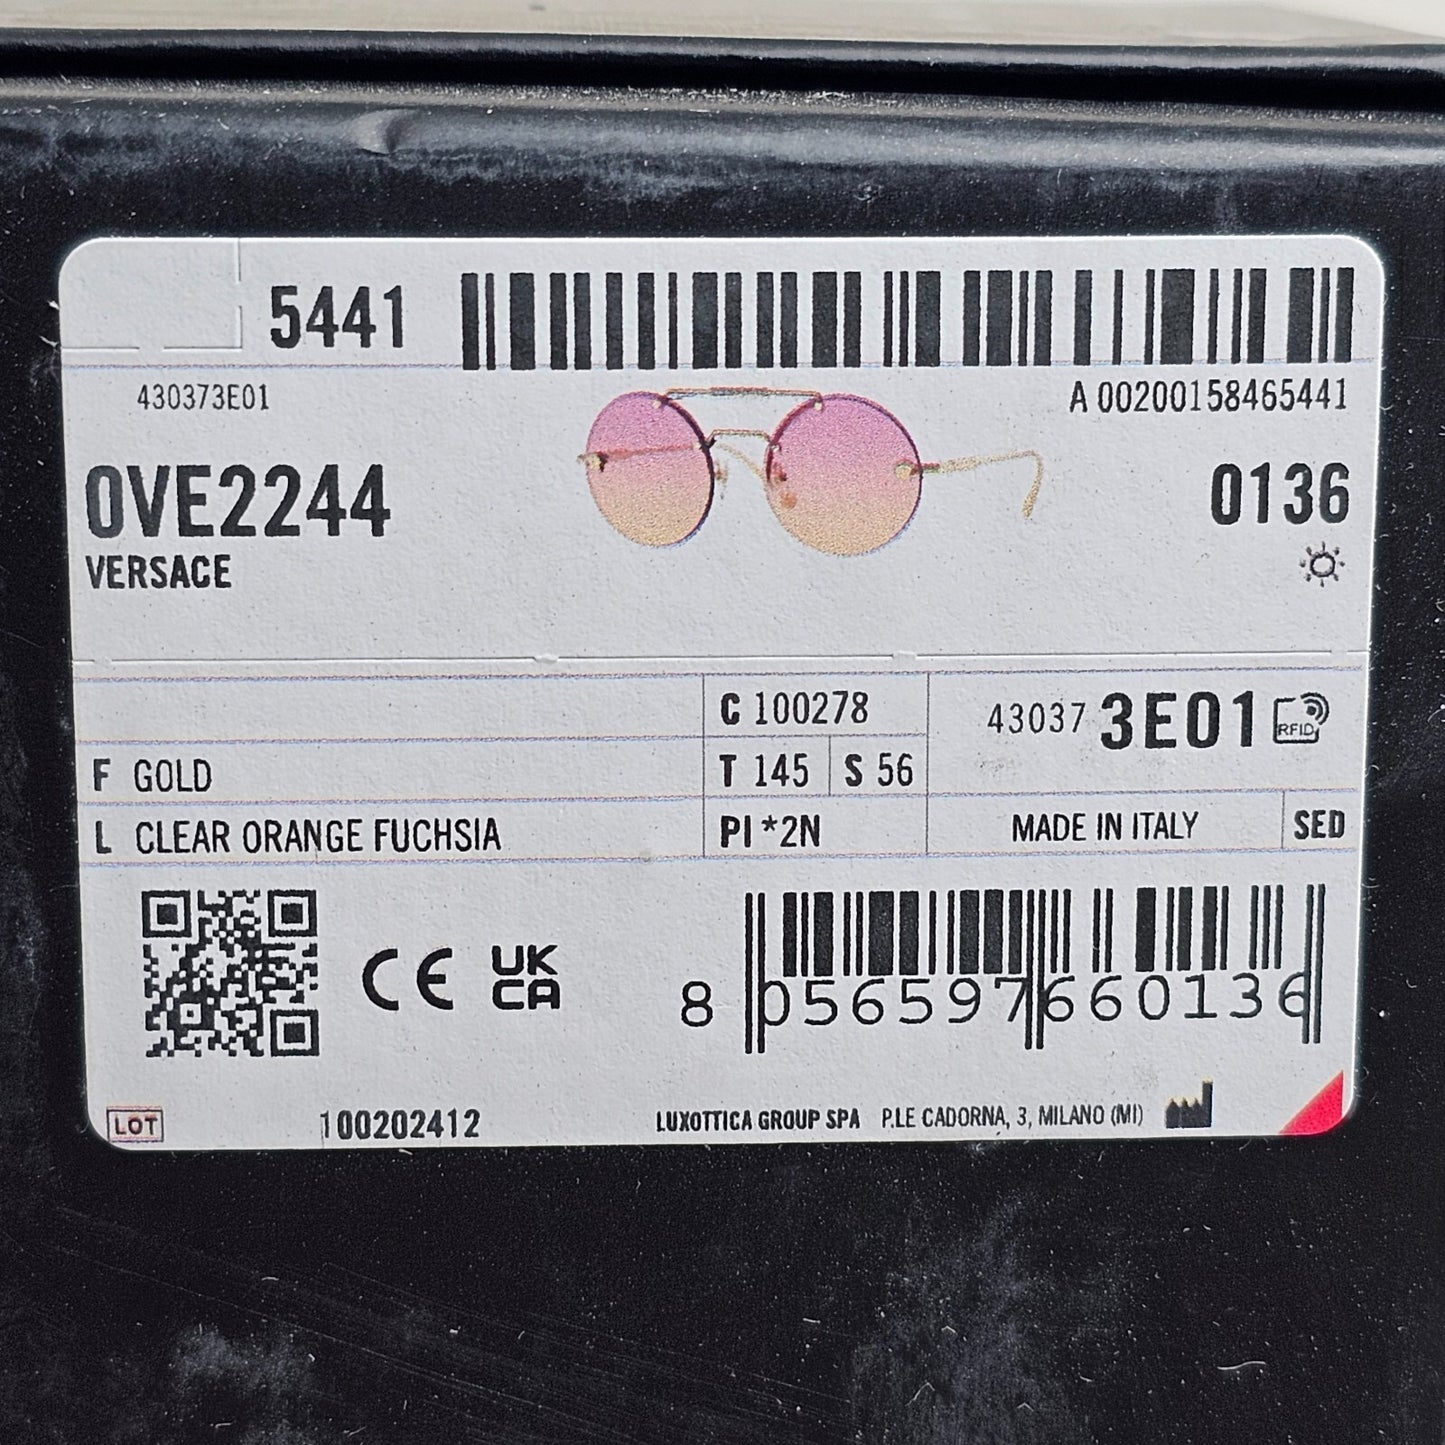 5441
430373E01
A 00200158465441
0VE2244
0136
VERSACE
C 100278
43037 3E01 RFID
F GOLD
T 145 S 56
L CLEAR ORANGE FUCHSIA
PI *2N
MADE IN ITALY
SED
CE UK CA
8 056597 660136
LOT
100202412
LUXOTTICA GROUP SPA P.LE CADORNA, 3, MILANO (MI)